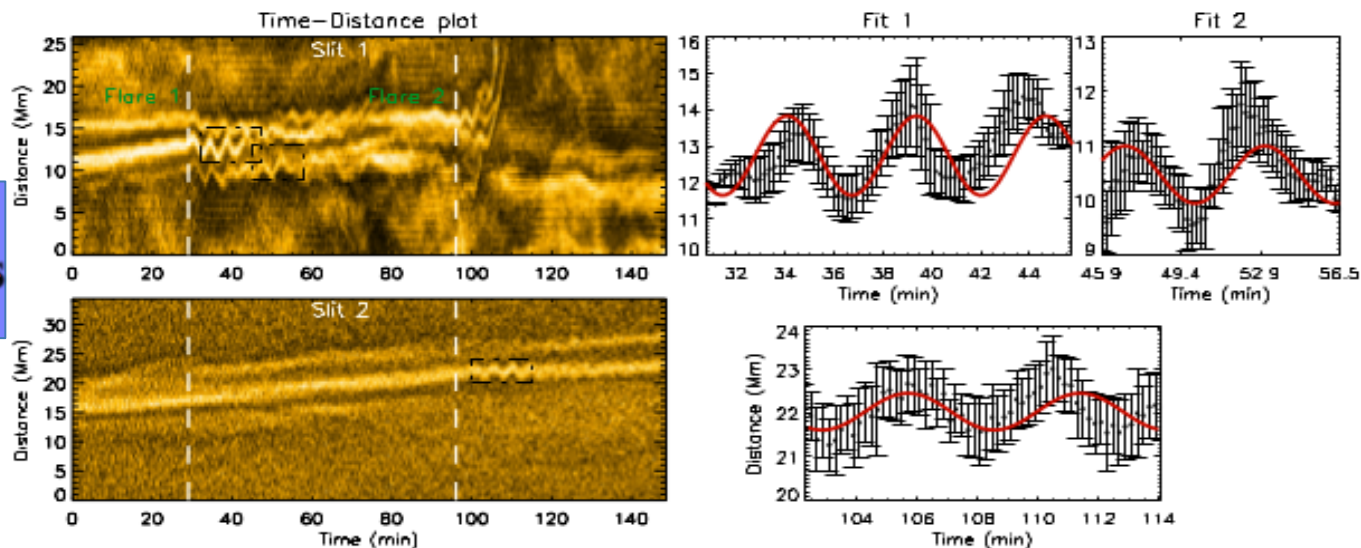 Time-Distance plot
Slit 1
Flare 1
Flare 2
Distance (Mm)
25
20
15
10
5
0
0 20 40 60 80 100 120 140
Slit 2
Distance (Mm)
30
25
20
15
10
5
0
0 20 40 60 80 100 120 140
Time (min)
Fit 1
16
15
14
13
12
11
10
32 34 36 38 40 42 44
Time (min)
Fit 2
13
12
11
10
9
45.9 49.4 52.9 56.5
Time (min)
Distance (Mm)
24
23
22
21
20
104 106 108 110 112 114
Time (min)